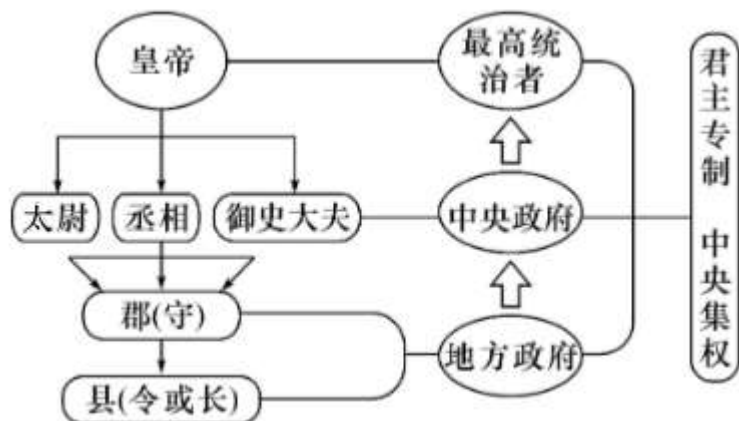 皇帝
最高统
治者
太尉
丞相
御史大夫
中央政府
郡(守)
地方政府
县(令或长)
君主专制 中央集权